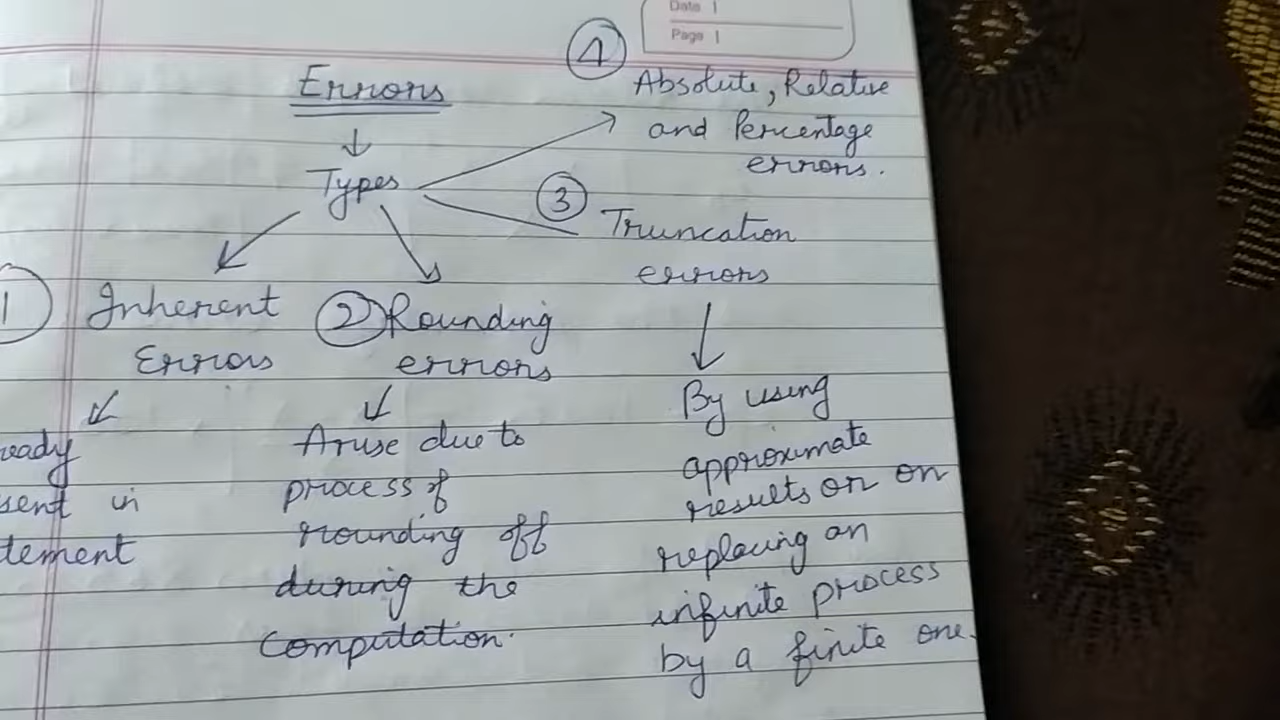 Date
Page
Errors
Types
④
Absolute, Relative
and Percentage
errors.
③
Truncation
errors
By using
approximate
results or on
replacing an
infinite process
by a finite one.
1
Inherent
Errors
ready
sent in
tement
② Rounding
errors
Aruse due to
process of
rounding off
during the
Computation.